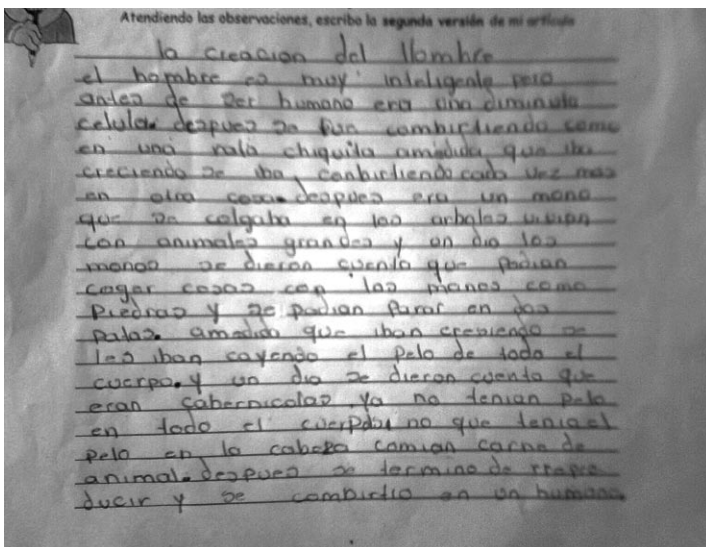 Atendiendo las observaciones, escribo la segunda versión de mi artículo
la creacion del Hombre
el hombre es muy inteligente pero
antes de ser humano era una diminuta
celula. despues se fue combirtiendo como
en una rata chiquita amedida que iba
creciendo se iba conbirtiendo cada vez mas
en otra cosa. despues era un mono
que se colgaba en los arboles vivian
con animales grandes y un dia los
monos se dieron cuenta que podian
coger cosas con las manos como
Piedras y se podian parar en dos
patas. amedida que iban creciendo se
les iban cayendo el pelo de todo el
cuerpo. y un dia se dieron cuenta que
eran cabernicolas ya no tenian pelo
en todo el cuerpo sino que tenia el
pelo en la cabeza comian carne de
animal. despues se termino de rrepro
ducir y se combirtio en un humano.